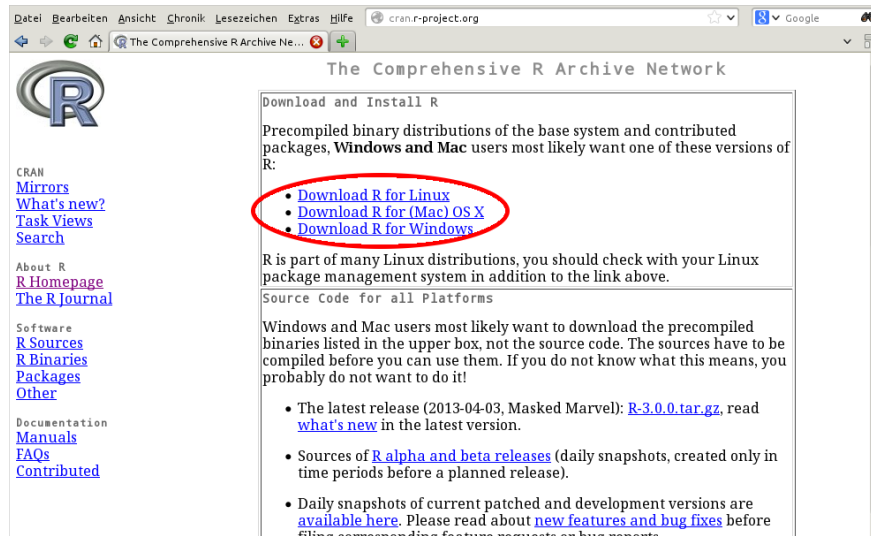 Datei Bearbeiten Ansicht Chronik Lesezeichen Extras Hilfe cran.r-project.org Google
The Comprehensive R Archive Ne...
R
The Comprehensive R Archive Network
CRAN
Mirrors
What's new?
Task Views
Search
About R
R Homepage
The R Journal
Software
R Sources
R Binaries
Packages
Other
Documentation
Manuals
FAQs
Contributed
Download and Install R
Precompiled binary distributions of the base system and contributed
packages, Windows and Mac users most likely want one of these versions of
R:
• Download R for Linux
• Download R for (Mac) OS X
• Download R for Windows
R is part of many Linux distributions, you should check with your Linux
package management system in addition to the link above.
Source Code for all Platforms
Windows and Mac users most likely want to download the precompiled
binaries listed in the upper box, not the source code. The sources have to be
compiled before you can use them. If you do not know what this means, you
probably do not want to do it!
• The latest release (2013-04-03, Masked Marvel): R-3.0.0.tar.gz, read
what's new in the latest version.
• Sources of R alpha and beta releases (daily snapshots, created only in
time periods before a planned release).
• Daily snapshots of current patched and development versions are
available here. Please read about new features and bug fixes before
filing corresponding feature requests or bug reports.